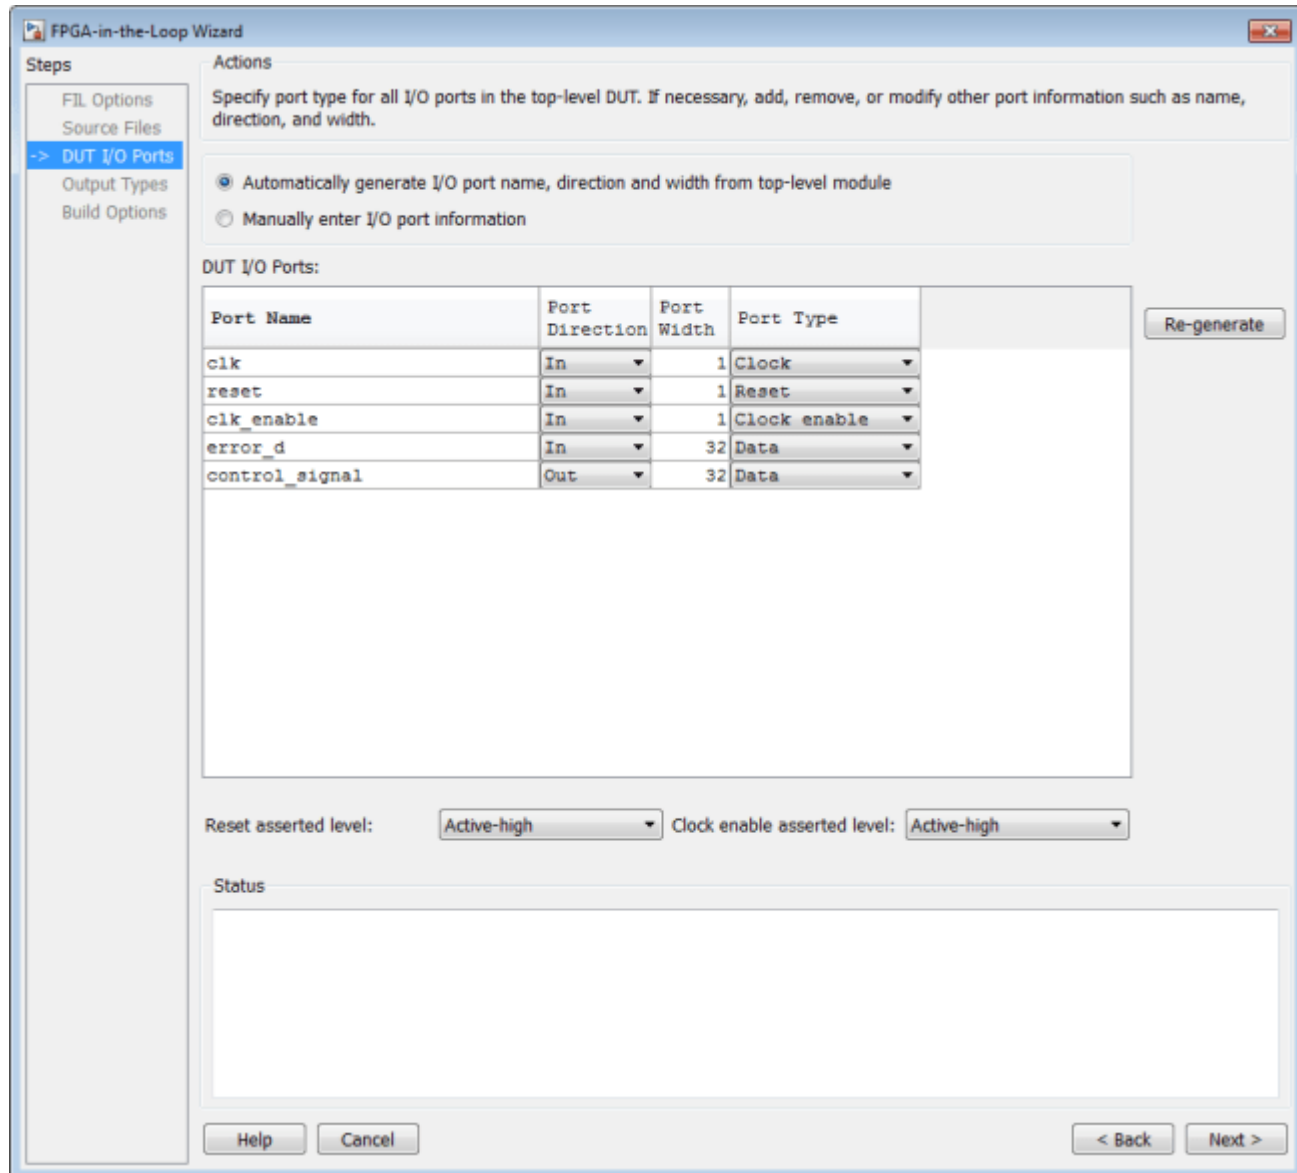 FPGA-in-the-Loop Wizard
Steps
FIL Options
Source Files
-> DUT I/O Ports
Output Types
Build Options
Actions
Specify port type for all I/O ports in the top-level DUT. If necessary, add, remove, or modify other port information such as name,
direction, and width.
Automatically generate I/O port name, direction and width from top-level module
Manually enter I/O port information
DUT I/O Ports:
Port Name Port Direction Port Width Port Type
clk In 1 Clock
reset In 1 Reset
clk_enable In 1 Clock enable
error_d In 32 Data
control_signal Out 32 Data
Re-generate
Reset asserted level: Active-high Clock enable asserted level: Active-high
Status
Help Cancel < Back Next >